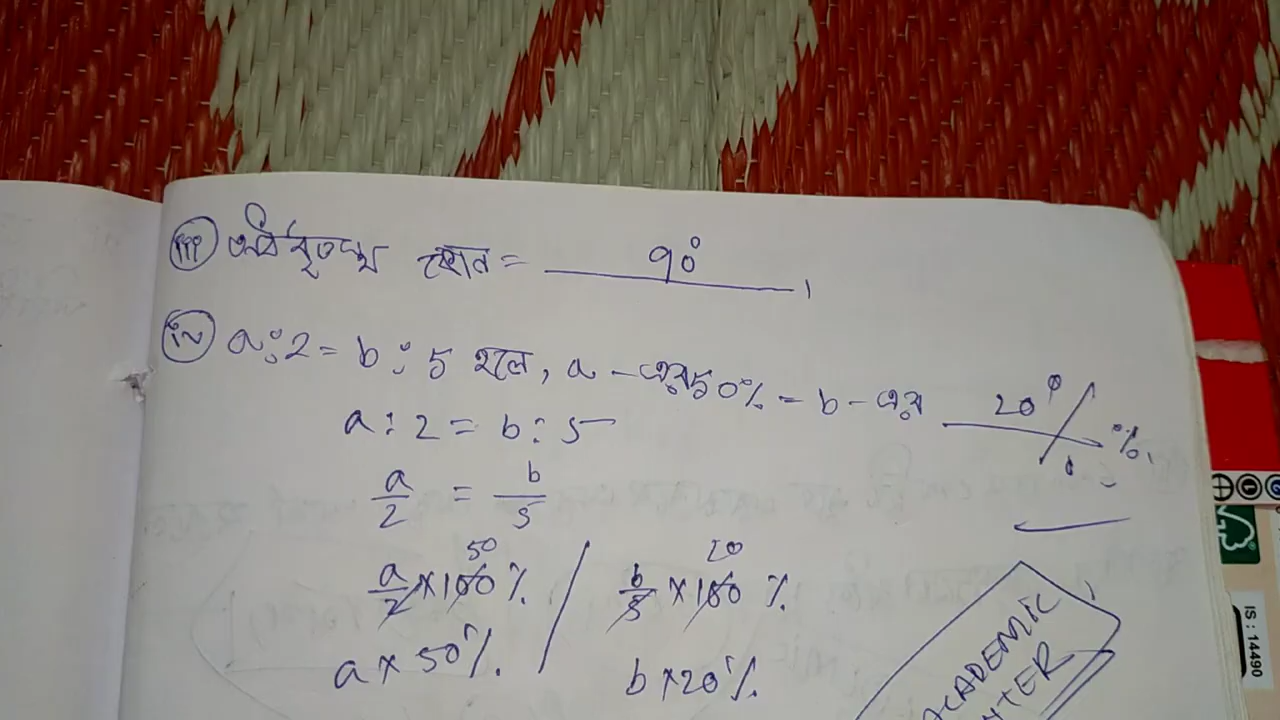 (iii) অর্ধবৃত্তস্থ কোন = 90°।
(iv) a:2 = b:5 হলে, a-এর 50% = b-এর 20% %।
a:2 = b:5
a/2 = b/5
50 20
a/2 × 100 % / b/5 × 100 %
a × 50% b × 20%
ACADEMIC
IS : 14490